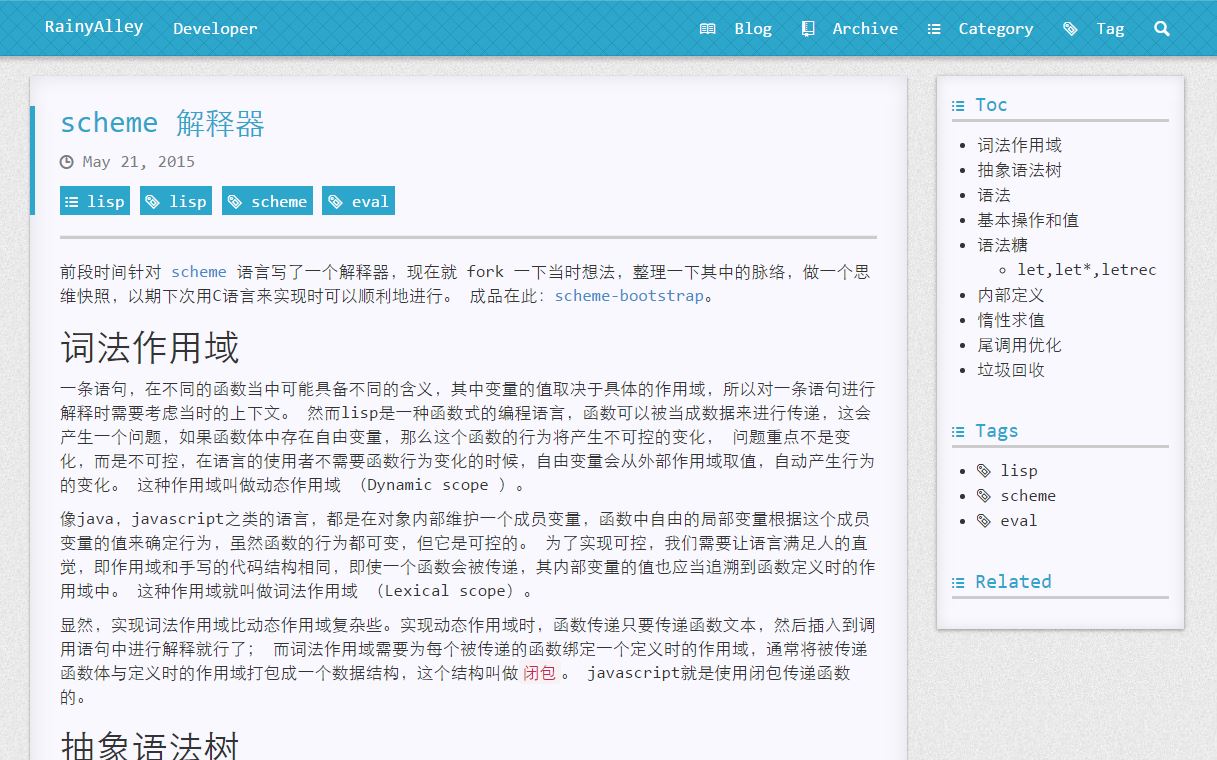 RainyAlley Developer Blog Archive Category Tag
scheme 解释器
May 21, 2015
lisp lisp scheme eval
前段时间针对 scheme 语言写了一个解释器，现在就 fork 一下当时想法，整理一下其中的脉络，做一个思
维快照，以期下次用C语言来实现时可以顺利地进行。 成品在此：scheme-bootstrap。
词法作用域
一条语句，在不同的函数当中可能具备不同的含义，其中变量的值取决于具体的作用域，所以对一条语句进行
解释时需要考虑当时的上下文。 然而lisp是一种函数式的编程语言，函数可以被当成数据来进行传递，这会
产生一个问题，如果函数体中存在自由变量，那么这个函数的行为将产生不可控的变化， 问题重点不是变
化，而是不可控，在语言的使用者不需要函数行为变化的时候，自由变量会从外部作用域取值，自动产生行为
的变化。 这种作用域叫做动态作用域 （Dynamic scope ）。
像java，javascript之类的语言，都是在对象内部维护一个成员变量，函数中自由的局部变量根据这个成员
变量的值来确定行为，虽然函数的行为都可变，但它是可控的。 为了实现可控，我们需要让语言满足人的直
觉，即作用域和手写的代码结构相同，即使一个函数会被传递，其内部变量的值也应当追溯到函数定义时的作
用域中。 这种作用域就叫做词法作用域 （Lexical scope）。
显然，实现词法作用域比动态作用域复杂些。实现动态作用域时，函数传递只要传递函数文本，然后插入到调
用语句中进行解释就行了； 而词法作用域需要为每个被传递的函数绑定一个定义时的作用域，通常将被传递
函数体与定义时的作用域打包成一个数据结构，这个结构叫做 闭包 。 javascript就是使用闭包传递函数
的。
抽象语法树
Toc
词法作用域
抽象语法树
语法
基本操作和值
语法糖
let,let*,letrec
内部定义
惰性求值
尾调用优化
垃圾回收
Tags
lisp
scheme
eval
Related